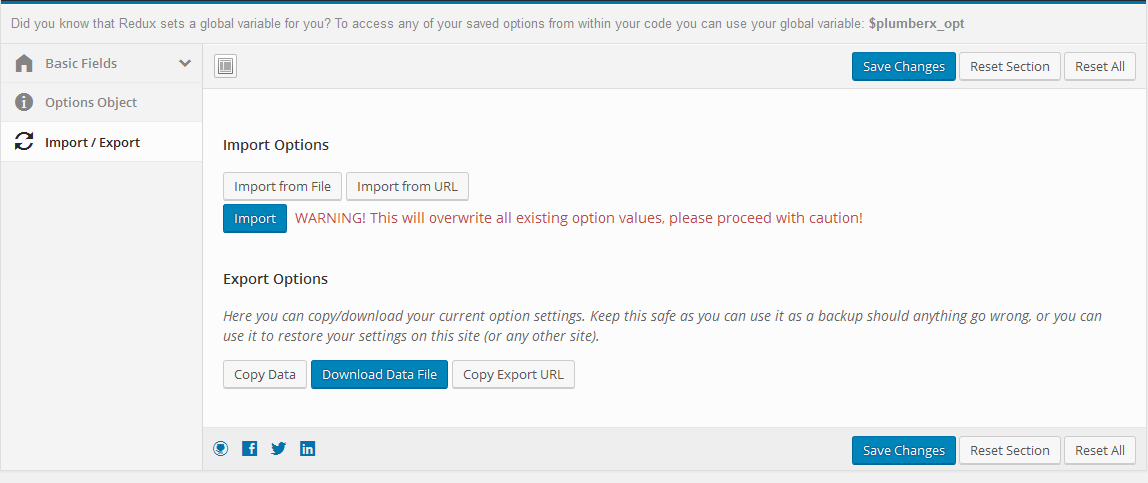 Did you know that Redux sets a global variable for you? To access any of your saved options from within your code you can use your global variable: $plumberx_opt
Basic Fields
Options Object
Import / Export
Save Changes
Reset Section
Reset All
Import Options
Import from File
Import from URL
Import
WARNING! This will overwrite all existing option values, please proceed with caution!
Export Options
Here you can copy/download your current option settings. Keep this safe as you can use it as a backup should anything go wrong, or you can
use it to restore your settings on this site (or any other site).
Copy Data
Download Data File
Copy Export URL
Save Changes
Reset Section
Reset All